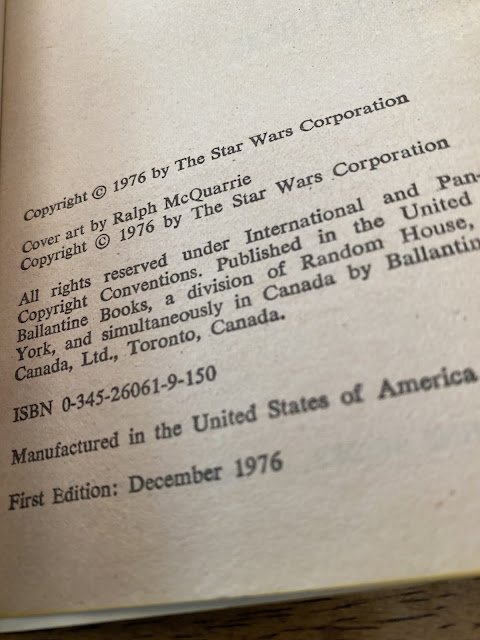 Copyright © 1976 by The Star Wars Corporation
Cover art by Ralph McQuarrie
Copyright © 1976 by The Star Wars Corporation
All rights reserved under International and Pan-
Copyright Conventions. Published in the United
Ballantine Books, a division of Random House,
York, and simultaneously in Canada by Ballantin
Canada, Ltd., Toronto, Canada.
ISBN 0-345-26061-9-150
Manufactured in the United States of America
First Edition: December 1976